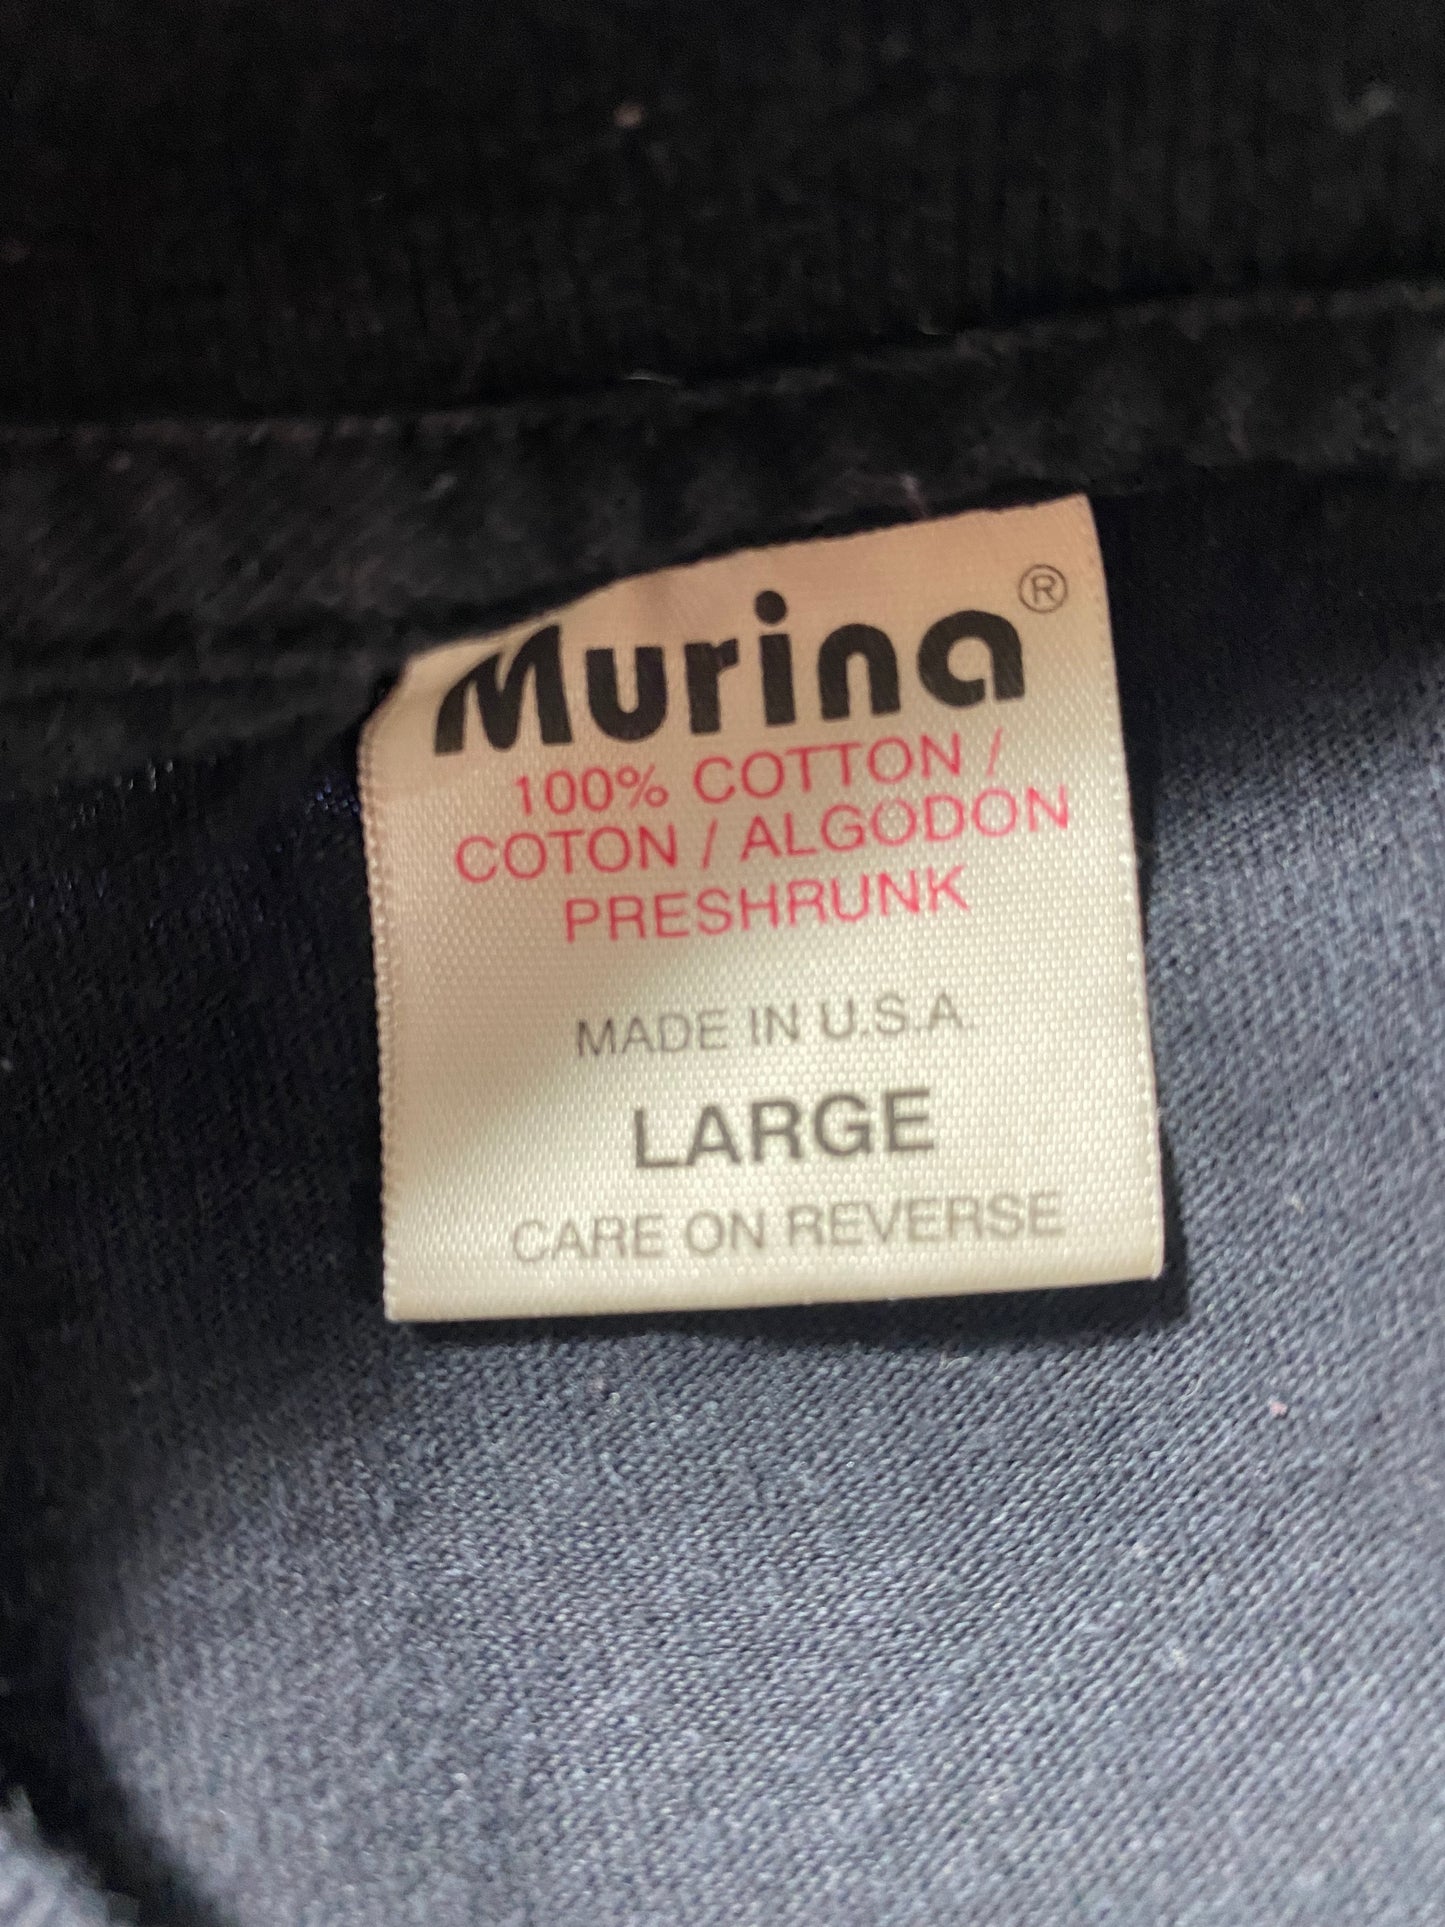 Murina®
100% COTTON /
COTON / ALGODON
PRESHRUNK
MADE IN U.S.A.
LARGE
CARE ON REVERSE